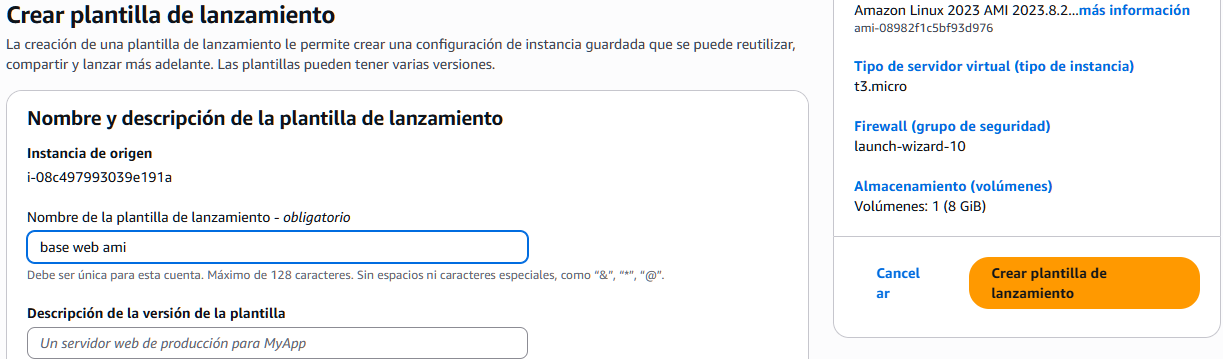 Crear plantilla de lanzamiento
La creación de una plantilla de lanzamiento le permite crear una configuración de instancia guardada que se puede reutilizar,
compartir y lanzar más adelante. Las plantillas pueden tener varias versiones.
Nombre y descripción de la plantilla de lanzamiento
Instancia de origen
i-08c497993039e191a
Nombre de la plantilla de lanzamiento - obligatorio
base web ami
Debe ser única para esta cuenta. Máximo de 128 caracteres. Sin espacios ni caracteres especiales, como “&”, “*”, “@”.
Descripción de la versión de la plantilla
Un servidor web de producción para MyApp
Amazon Linux 2023 AMI 2023.8.2...más información
ami-08982f1c5bf93d976
Tipo de servidor virtual (tipo de instancia)
t3.micro
Firewall (grupo de seguridad)
launch-wizard-10
Almacenamiento (volúmenes)
Volúmenes: 1 (8 GiB)
Cancel
ar
Crear plantilla de
lanzamiento